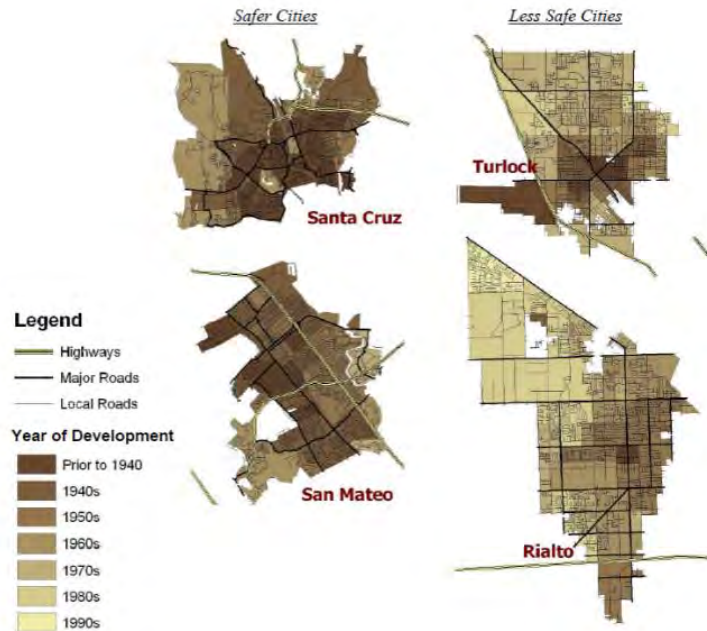 Safer Cities
Less Safe Cities
Turlock
Santa Cruz
Legend
Highways
Major Roads
Local Roads
Year of Development
Prior to 1940
1940s
1950s
1960s
1970s
1980s
1990s
San Mateo
Rialto